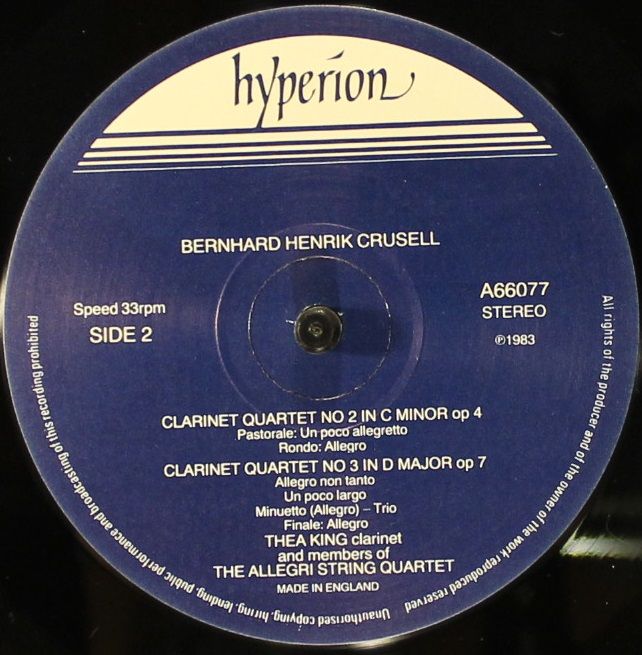 hyperion
BERNHARD HENRIK CRUSELL
Speed 33rpm
SIDE 2
A66077
STEREO
℗1983
CLARINET QUARTET NO 2 IN C MINOR op 4
Pastorale: Un poco allegretto
Rondo: Allegro
CLARINET QUARTET NO 3 IN D MAJOR op 7
Allegro non tanto
Un poco largo
Minuetto (Allegro) – Trio
Finale: Allegro
THEA KING clarinet
and members of
THE ALLEGRI STRING QUARTET
MADE IN ENGLAND
All rights of the producer and of the owner of the work reproduced reserved
Unauthorised copying, hiring, lending, public performance and broadcasting of this recording prohibited